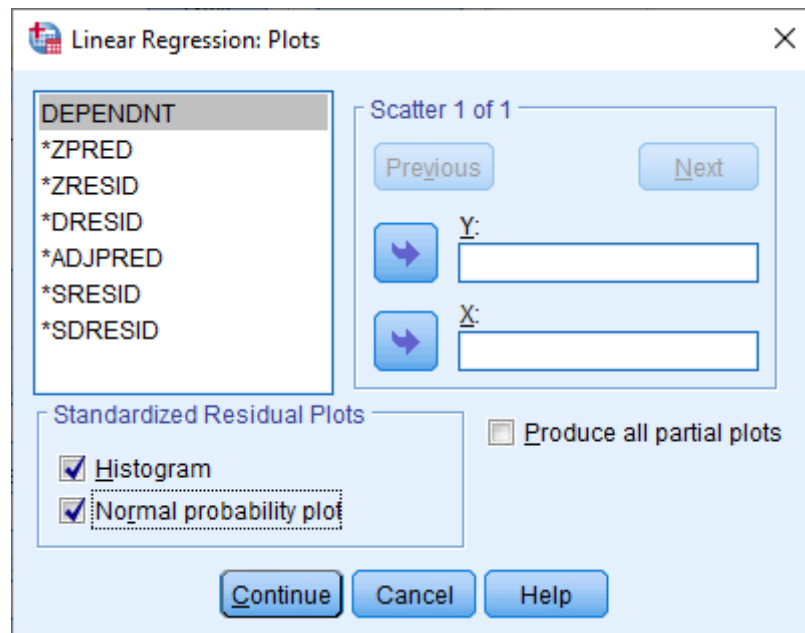 Linear Regression: Plots
DEPENDNT
*ZPRED
*ZRESID
*DRESID
*ADJPRED
*SRESID
*SDRESID
Scatter 1 of 1
Previous
Next
Y:
X:
Standardized Residual Plots
Histogram
Normal probability plot
Produce all partial plots
Continue
Cancel
Help